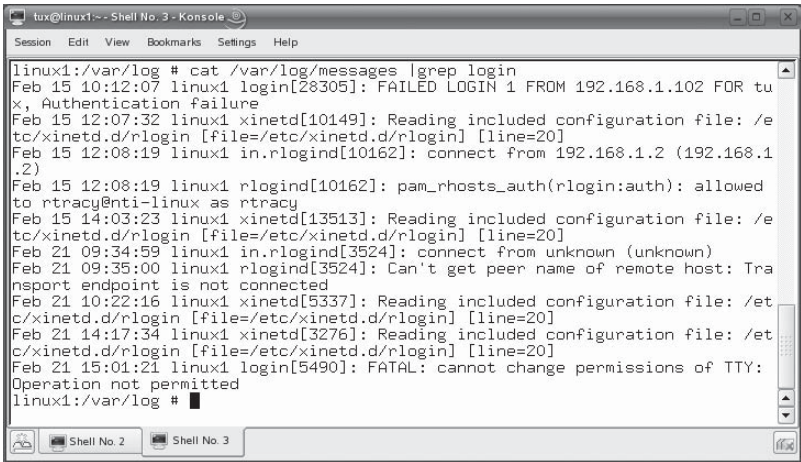 tux@linux1:~ - Shell No. 3 - Konsole
Session Edit View Bookmarks Settings Help
linux1:/var/log # cat /var/log/messages |grep login
Feb 15 10:12:07 linux1 login[28305]: FAILED LOGIN 1 FROM 192.168.1.102 FOR tu
x, Authentication failure
Feb 15 12:07:32 linux1 xinetd[10149]: Reading included configuration file: /e
tc/xinetd.d/rlogin [file=/etc/xinetd.d/rlogin] [line=20]
Feb 15 12:08:19 linux1 in.rlogind[10162]: connect from 192.168.1.2 (192.168.1
.2)
Feb 15 12:08:19 linux1 rlogind[10162]: pam_rhosts_auth(rlogin:auth): allowed
to rtracy@nti-linux as rtracy
Feb 15 14:03:23 linux1 xinetd[13513]: Reading included configuration file: /e
tc/xinetd.d/rlogin [file=/etc/xinetd.d/rlogin] [line=20]
Feb 21 09:34:59 linux1 in.rlogind[3524]: connect from unknown (unknown)
Feb 21 09:35:00 linux1 rlogind[3524]: Can't get peer name of remote host: Tra
nsport endpoint is not connected
Feb 21 10:22:16 linux1 xinetd[5337]: Reading included configuration file: /et
c/xinetd.d/rlogin [file=/etc/xinetd.d/rlogin] [line=20]
Feb 21 14:17:34 linux1 xinetd[3276]: Reading included configuration file: /et
c/xinetd.d/rlogin [file=/etc/xinetd.d/rlogin] [line=20]
Feb 21 15:01:21 linux1 login[5490]: FATAL: cannot change permissions of TTY:
Operation not permitted
linux1:/var/log #
Shell No. 2 Shell No. 3